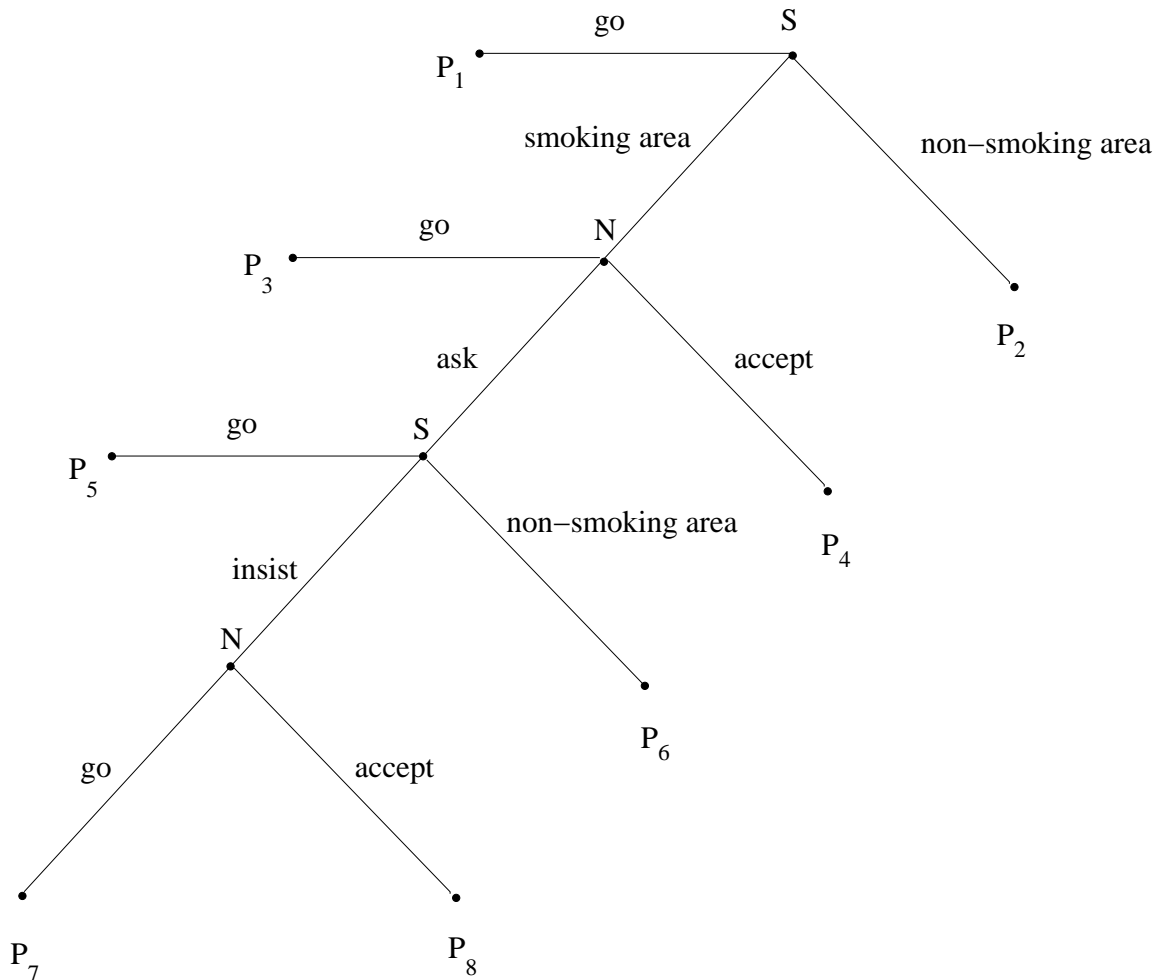 go S
P1
smoking area non−smoking area
go N
P3
P2
ask accept
go S
P5
non−smoking area
P4
insist
N
P6
go accept
P7 P8